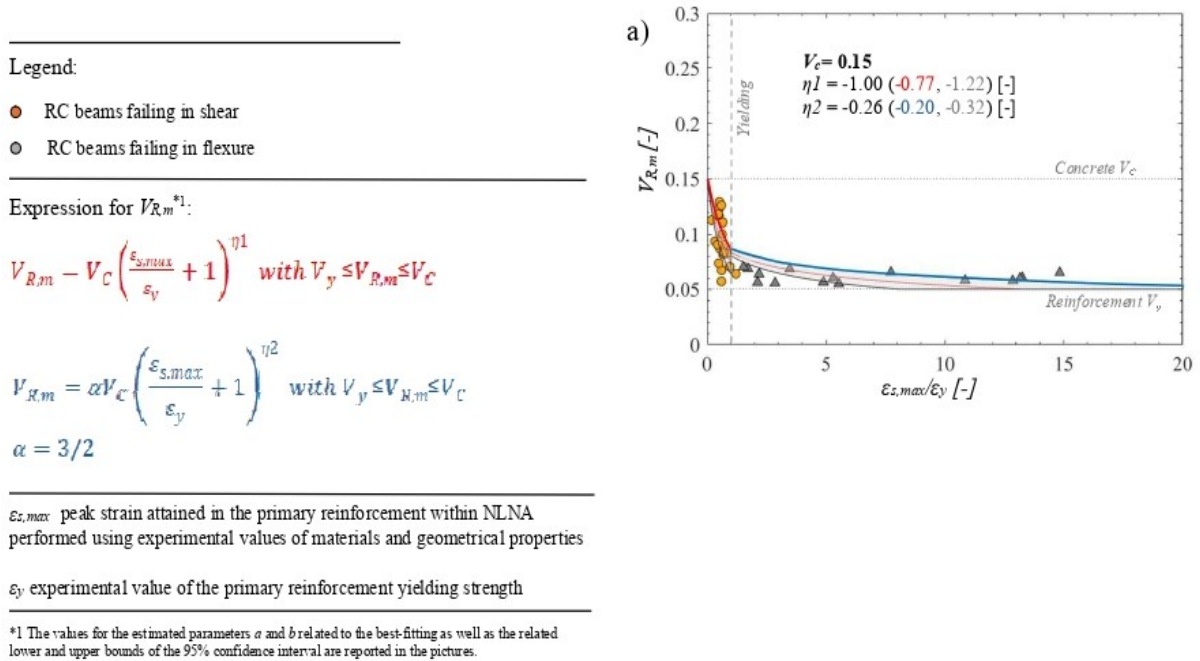 Legend:
RC beams failing in shear
RC beams failing in flexure
Expression for V_R,m*1:
V_R,m − V_C (ε_s,max / ε_y + 1)^η1 with V_y ≤ V_R,m ≤ V_C
V_R,m = αV_C (ε_s,max / ε_y + 1)^η2 with V_y ≤ V_R,m ≤ V_C
α = 3/2
ε_s,max peak strain attained in the primary reinforcement within NLNA
performed using experimental values of materials and geometrical properties
ε_y experimental value of the primary reinforcement yielding strength
*1 The values for the estimated parameters a and b related to the best-fitting as well as the related
lower and upper bounds of the 95% confidence interval are reported in the pictures.
a)
V_c= 0.15
η1 = -1.00 (-0.77, -1.22) [-]
η2 = -0.26 (-0.20, -0.32) [-]
Yielding
Concrete V_c
Reinforcement V_y
V_R,m [-]
0.3
0.25
0.2
0.15
0.1
0.05
0
0 5 10 15 20
ε_s,max/ε_y [-]